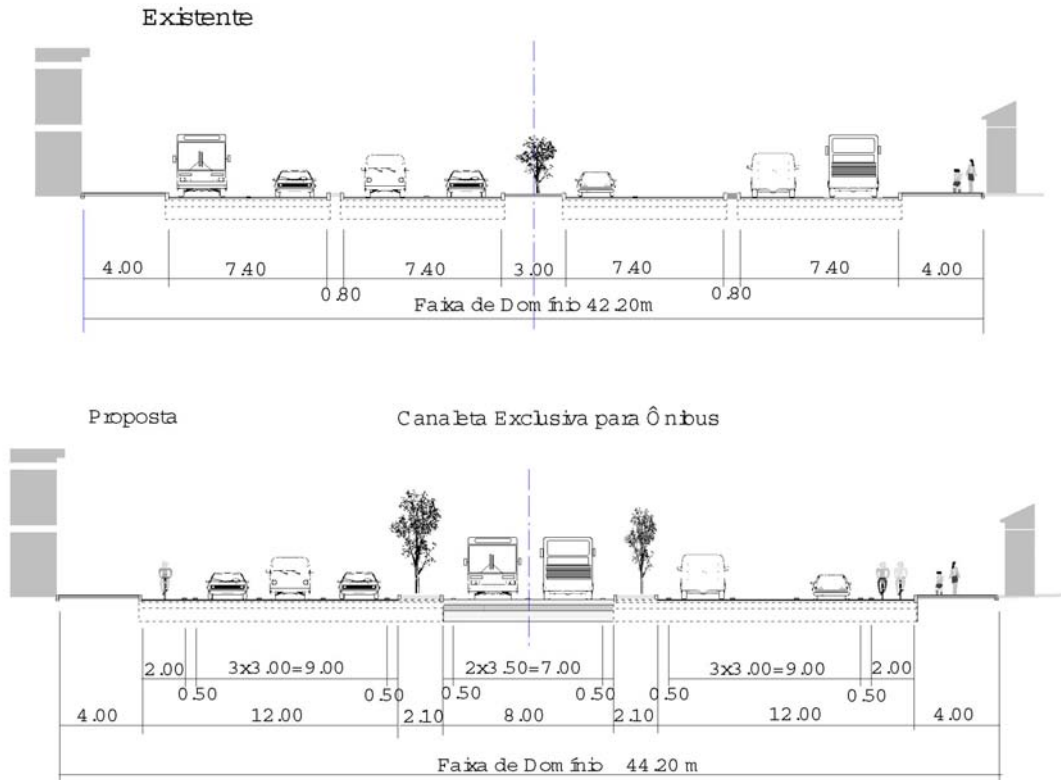 Existente
4.00 7.40 7.40 3.00 7.40 7.40 4.00
0.80 0.80
Faixa de Domínio 42.20m
Proposta Canaleta Exclusiva para Ônibus
2.00 3x3.00=9.00 2x3.50=7.00 3x3.00=9.00 2.00
0.50 0.50 0.50 0.50 0.50 0.50
4.00 12.00 2.10 8.00 2.10 12.00 4.00
Faixa de Domínio 44.20 m